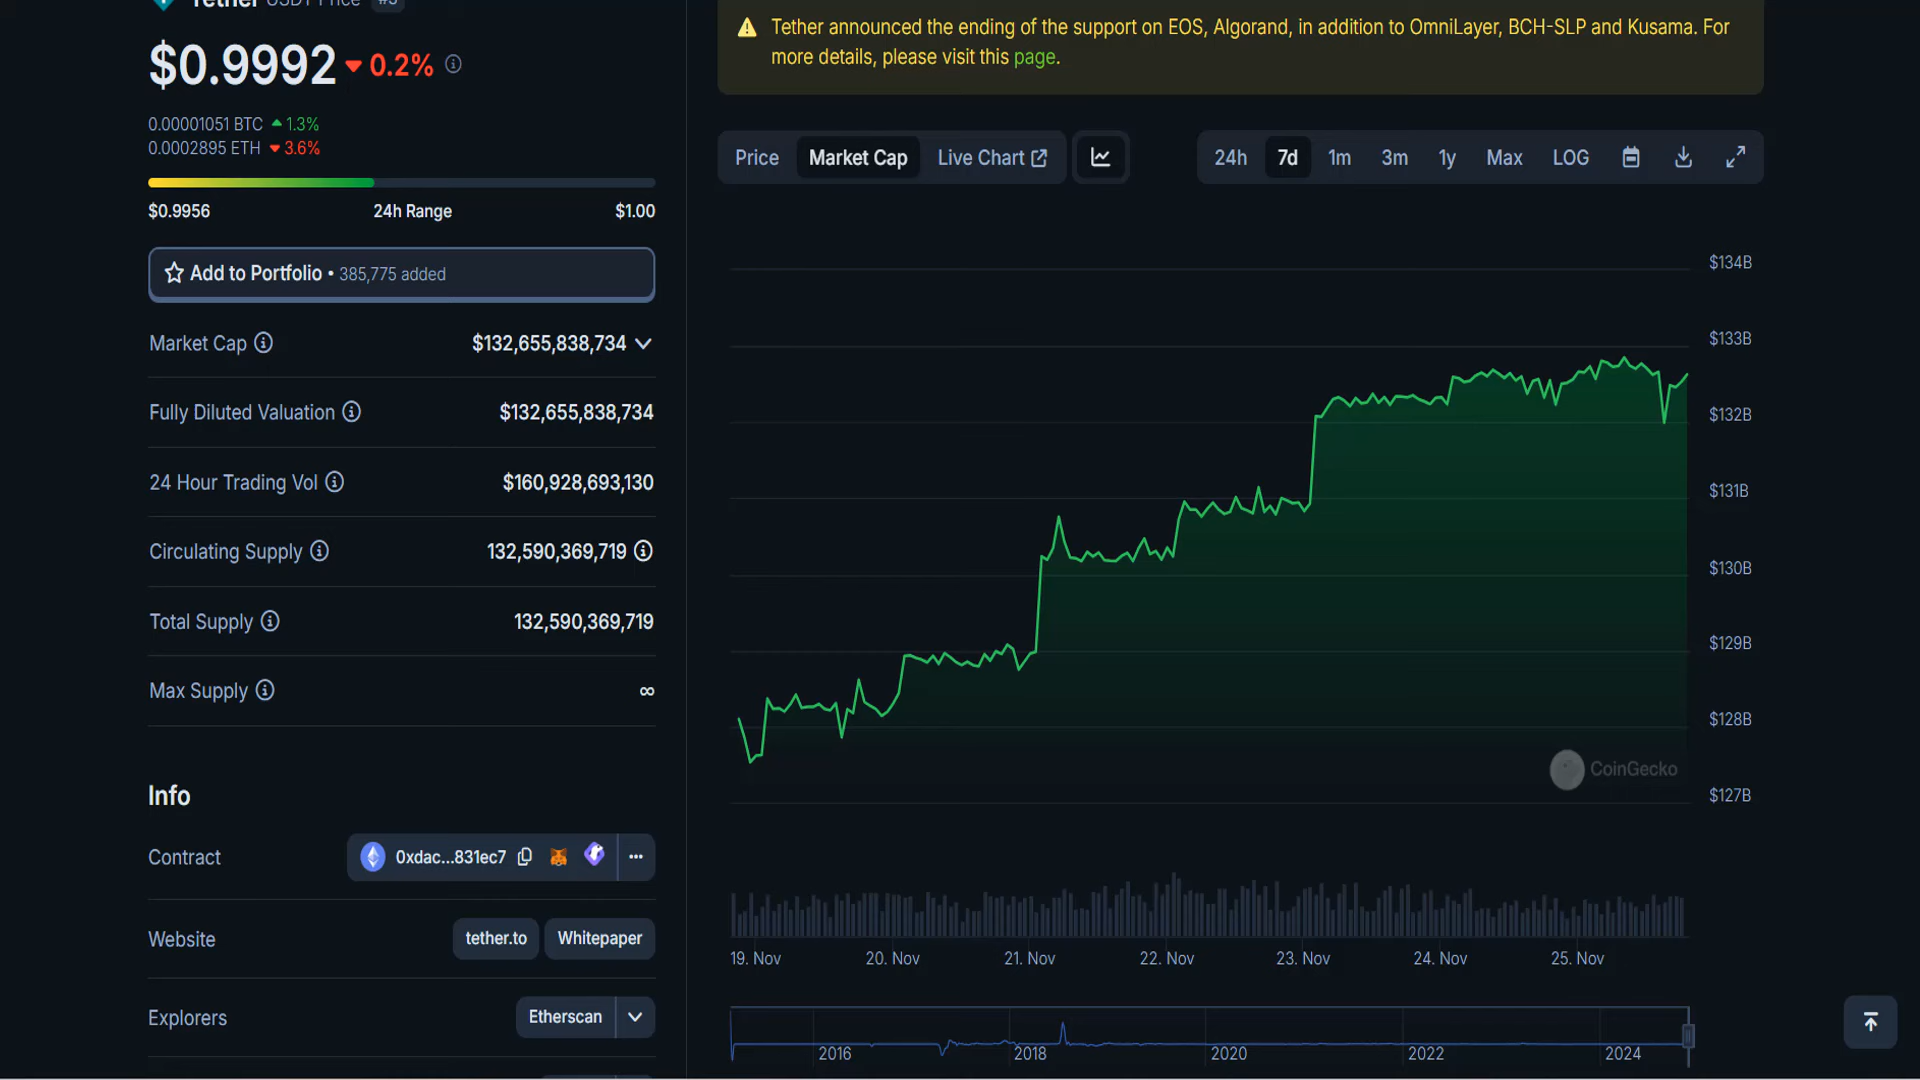 Tether USDT Price #3
$0.9992 0.2%
0.00001051 BTC 1.3%
0.0002895 ETH 3.6%
$0.9956 24h Range $1.00
Add to Portfolio • 385,775 added
Market Cap $132,655,838,734
Fully Diluted Valuation $132,655,838,734
24 Hour Trading Vol $160,928,693,130
Circulating Supply 132,590,369,719
Total Supply 132,590,369,719
Max Supply ∞
Info
Contract 0xdac...831ec7
Website tether.to Whitepaper
Explorers Etherscan
Tether announced the ending of the support on EOS, Algorand, in addition to OmniLayer, BCH-SLP and Kusama. For
more details, please visit this page.
Price Market Cap Live Chart 24h 7d 1m 3m 1y Max LOG
$134B
$133B
$132B
$131B
$130B
$129B
$128B
CoinGecko
$127B
19. Nov 20. Nov 21. Nov 22. Nov 23. Nov 24. Nov 25. Nov
2016 2018 2020 2022 2024